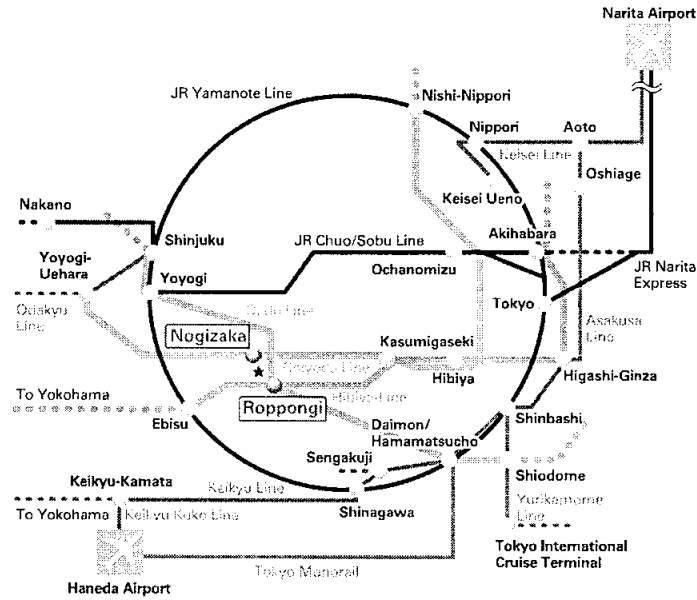 Narita Airport
JR Yamanote Line
Nishi-Nippori
Nippori
Aoto
Keisei Line
Oshiage
Nakano
Keisei Ueno
Shinjuku
JR Chuo/Sobu Line
Akihabara
Yoyogi-
Uehara
Yoyogi
Ochanomizu
JR Narita
Express
Tokyo
Odakyu
Line
Asakusa
Line
Nogizaka
Kasumigaseki
Hibiya
Higashi-Ginza
To Yokohama
Roppongi
Hibiya Line
Ebisu
Daimon/
Hamamatsucho
Shinbashi
Sengakuji
Shiodome
Keikyu-Kamata
Keikyu Line
To Yokohama
Keikyu Kuko Line
Shinagawa
Yurikamome
Line
Tokyo International
Cruise Terminal
Tokyo Monorail
Haneda Airport